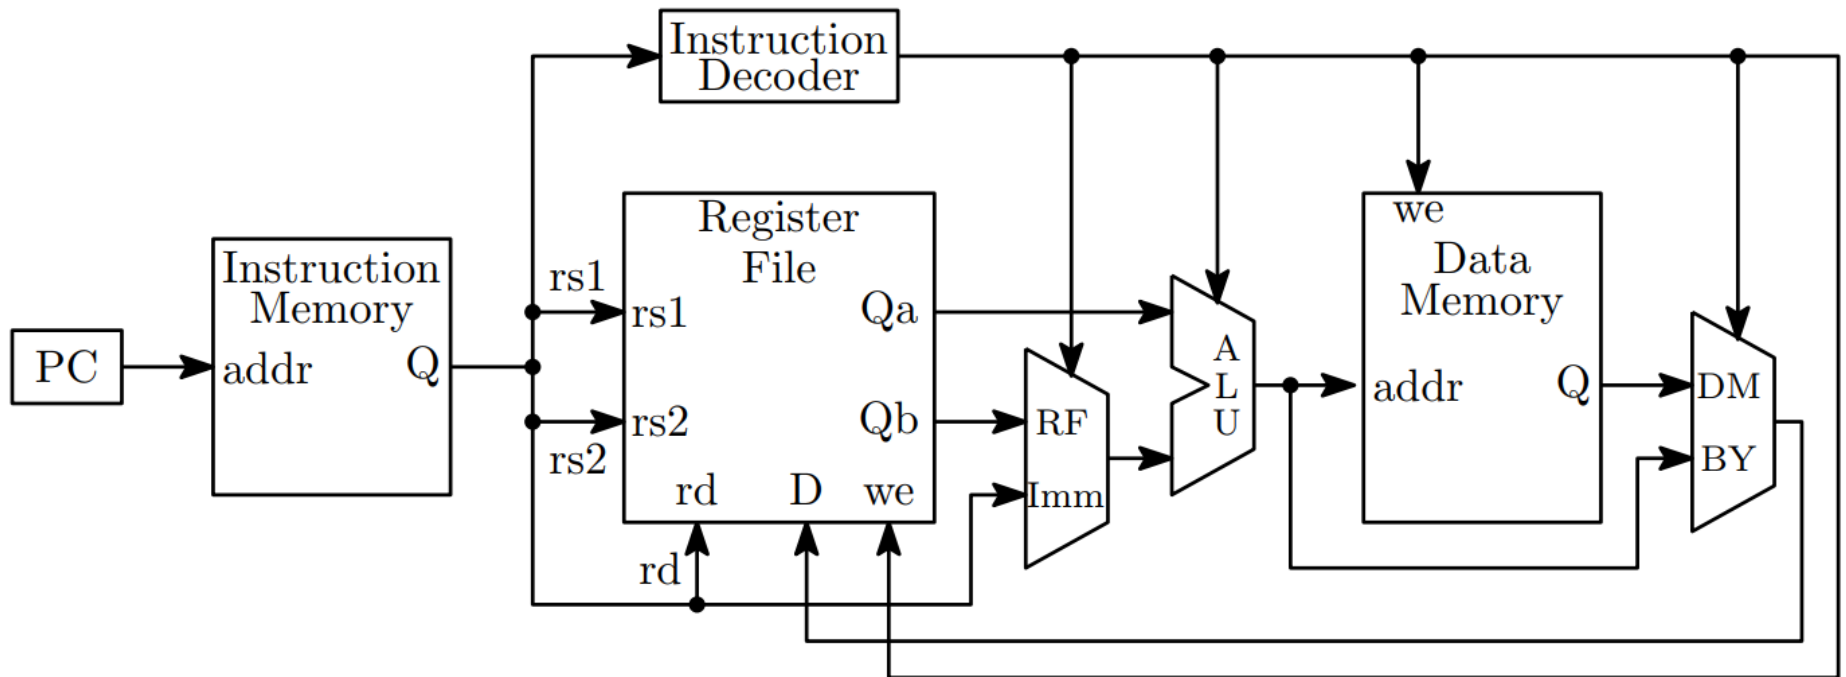 Instruction
Decoder
Instruction
Memory
PC
addr
Q
rs1
rs2
rd
Register
File
rs1
Qa
rs2
Qb
rd
D
we
RF
Imm
A
L
U
we
Data
Memory
addr
Q
DM
BY